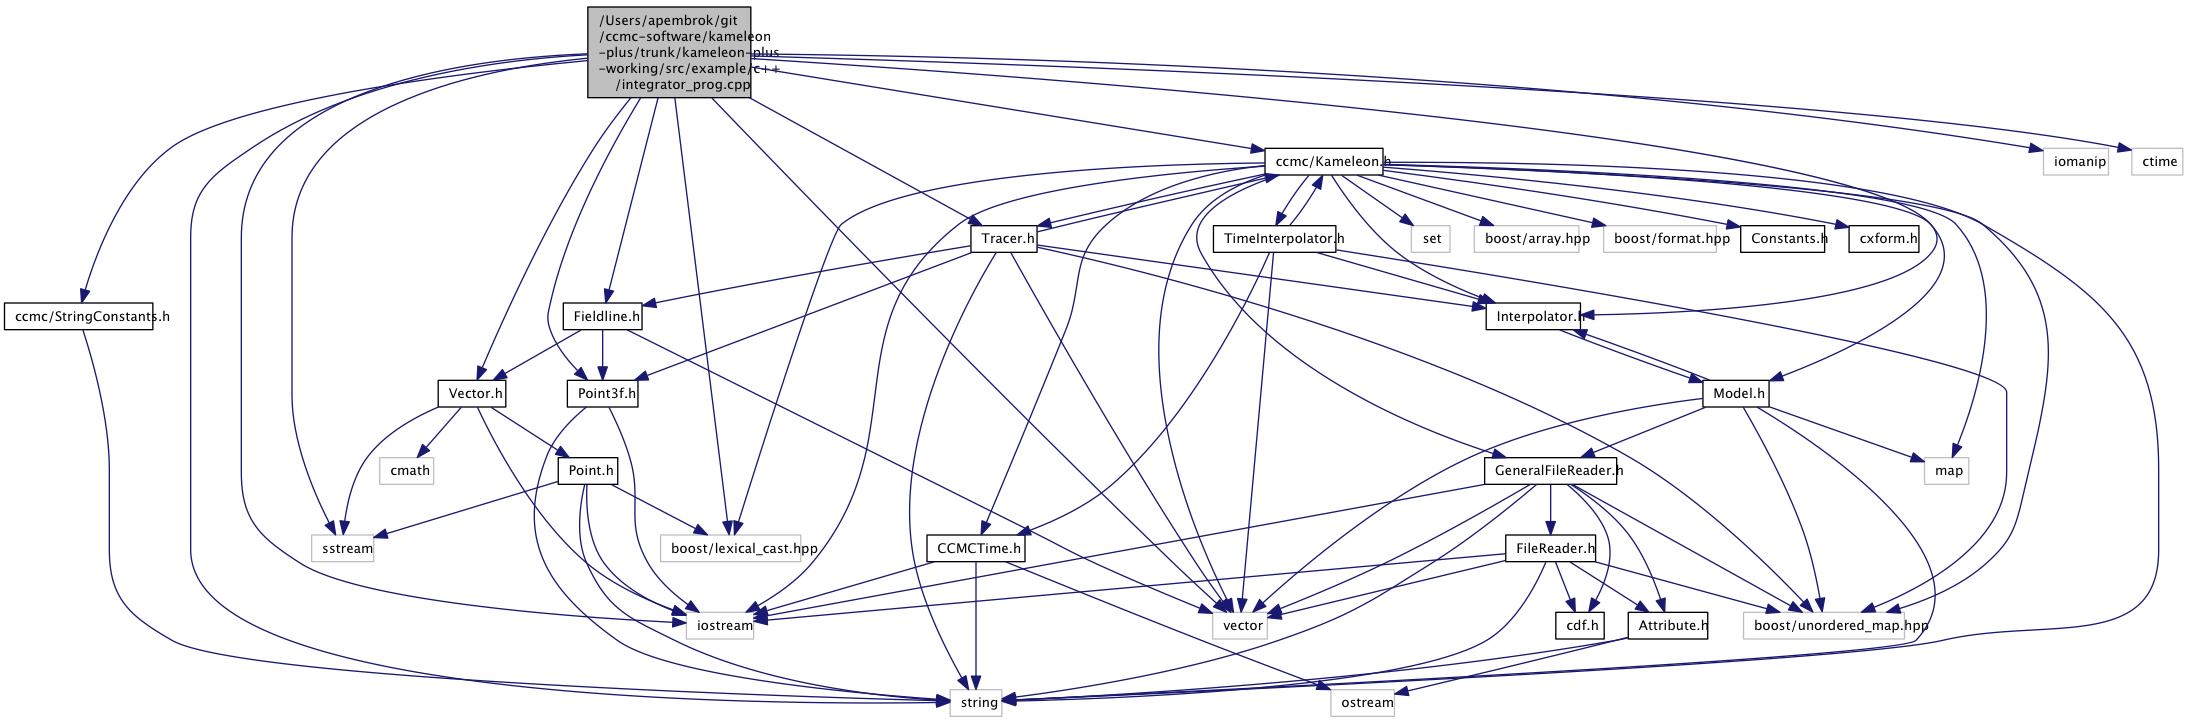 /Users/apembrok/git
/ccmc-software/kameleon
-plus/trunk/kameleon-plus
-working/src/example/c++
/integrator_prog.cpp
ccmc/Kameleon.h
iomanip
ctime
Tracer.h
TimeInterpolator.h
set
boost/array.hpp
boost/format.hpp
Constants.h
cxform.h
ccmc/StringConstants.h
Fieldline.h
Interpolator.h
Vector.h
Point3f.h
Model.h
cmath
Point.h
GeneralFileReader.h
map
sstream
boost/lexical_cast.hpp
CCMCTime.h
FileReader.h
iostream
vector
cdf.h
Attribute.h
boost/unordered_map.hpp
string
ostream